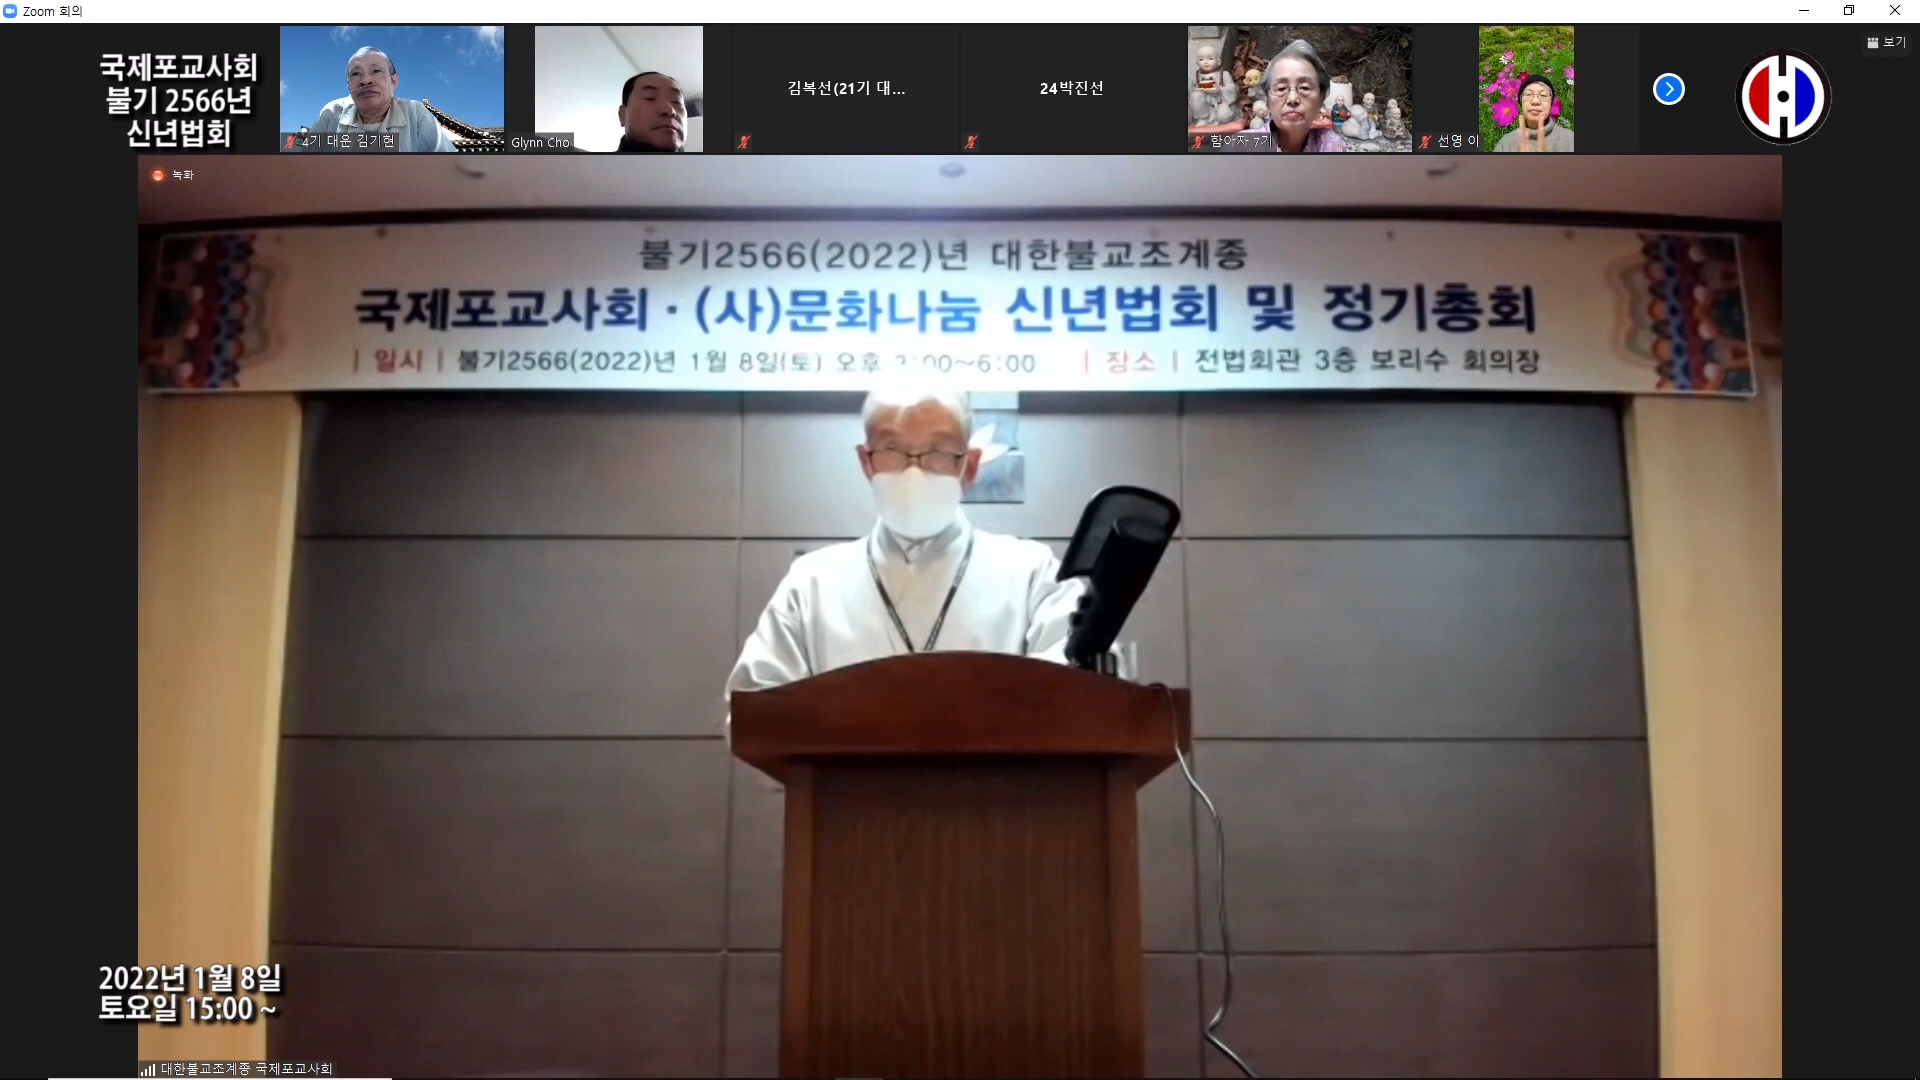 Zoom 회의
국제포교사회
불기 2566년
신년법회
4기 대운 김기현
Glynn Cho
김복선(21기 대...
24박진선
함아자 7기
선영 이
보기
녹화
불기2566(2022)년 대한불교조계종
국제포교사회·(사)문화나눔 신년법회 및 정기총회
| 일시 | 불기2566(2022)년 1월 8일(토) 오후 :00~6:00 | 장소 | 전법회관 3층 보리수 회의장
2022년 1월 8일
토요일 15:00 ~
대한불교조계종 국제포교사회